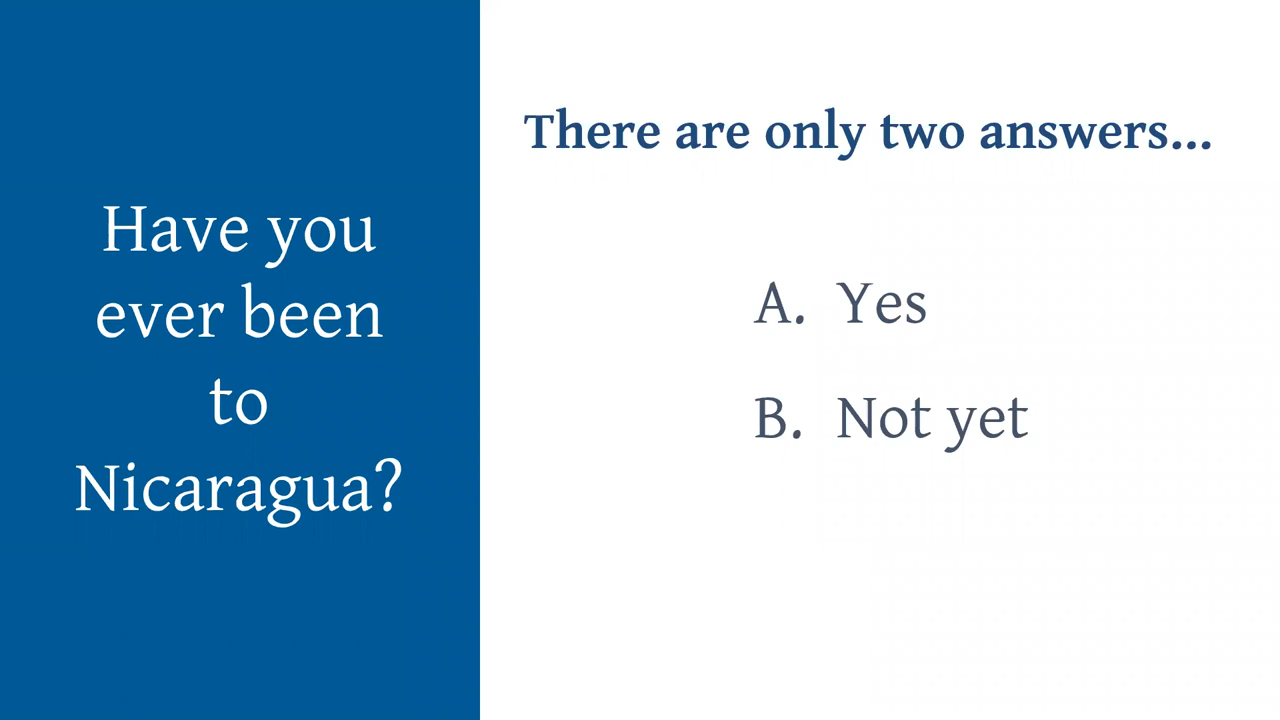 Have you
ever been
to
Nicaragua?
There are only two answers...
A. Yes
B. Not yet